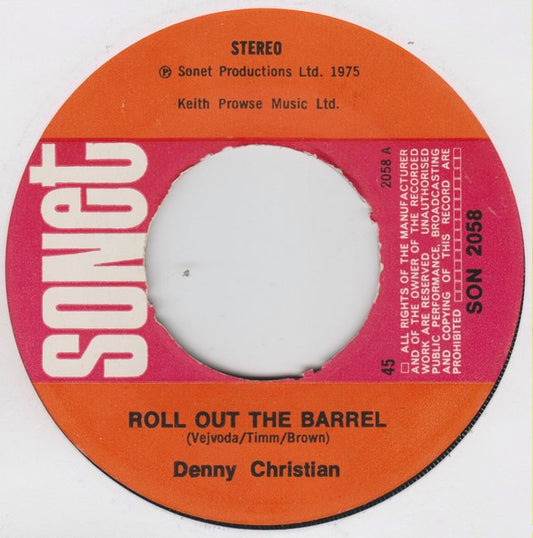 STEREO
℗ Sonet Productions Ltd. 1975
Keith Prowse Music Ltd.
sonet
2058 A
45
ALL RIGHTS OF THE MANUFACTURER
AND OF THE OWNER OF THE RECORDED
WORK ARE RESERVED UNAUTHORISED
PUBLIC PERFORMANCE, BROADCASTING
AND COPYING OF THIS RECORD ARE
PROHIBITED
SON 2058
ROLL OUT THE BARREL
(Vejvoda/Timm/Brown)
Denny Christian